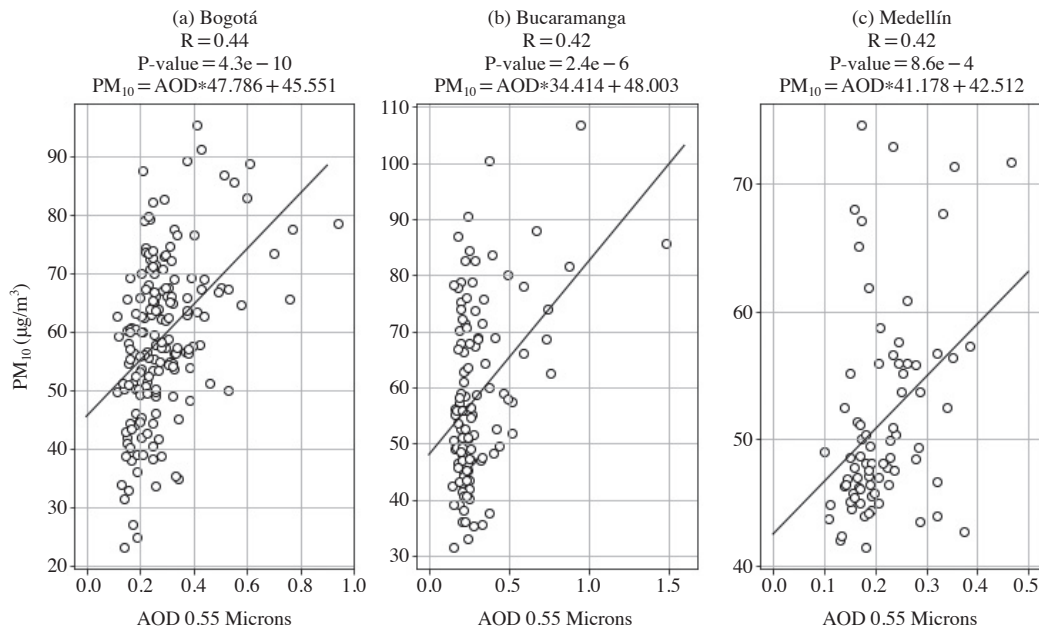 (a) Bogotá
R = 0.44
P-value = 4.3e − 10
PM₁₀ = AOD*47.786 + 45.551
(b) Bucaramanga
R = 0.42
P-value = 2.4e − 6
PM₁₀ = AOD*34.414 + 48.003
(c) Medellín
R = 0.42
P-value = 8.6e − 4
PM₁₀ = AOD*41.178 + 42.512
PM₁₀ (µg/m³)
90
80
70
60
50
40
30
20
0.0 0.2 0.4 0.6 0.8 1.0
AOD 0.55 Microns
110
100
90
80
70
60
50
40
30
0.0 0.5 1.0 1.5
AOD 0.55 Microns
70
60
50
40
0.0 0.1 0.2 0.3 0.4 0.5
AOD 0.55 Microns